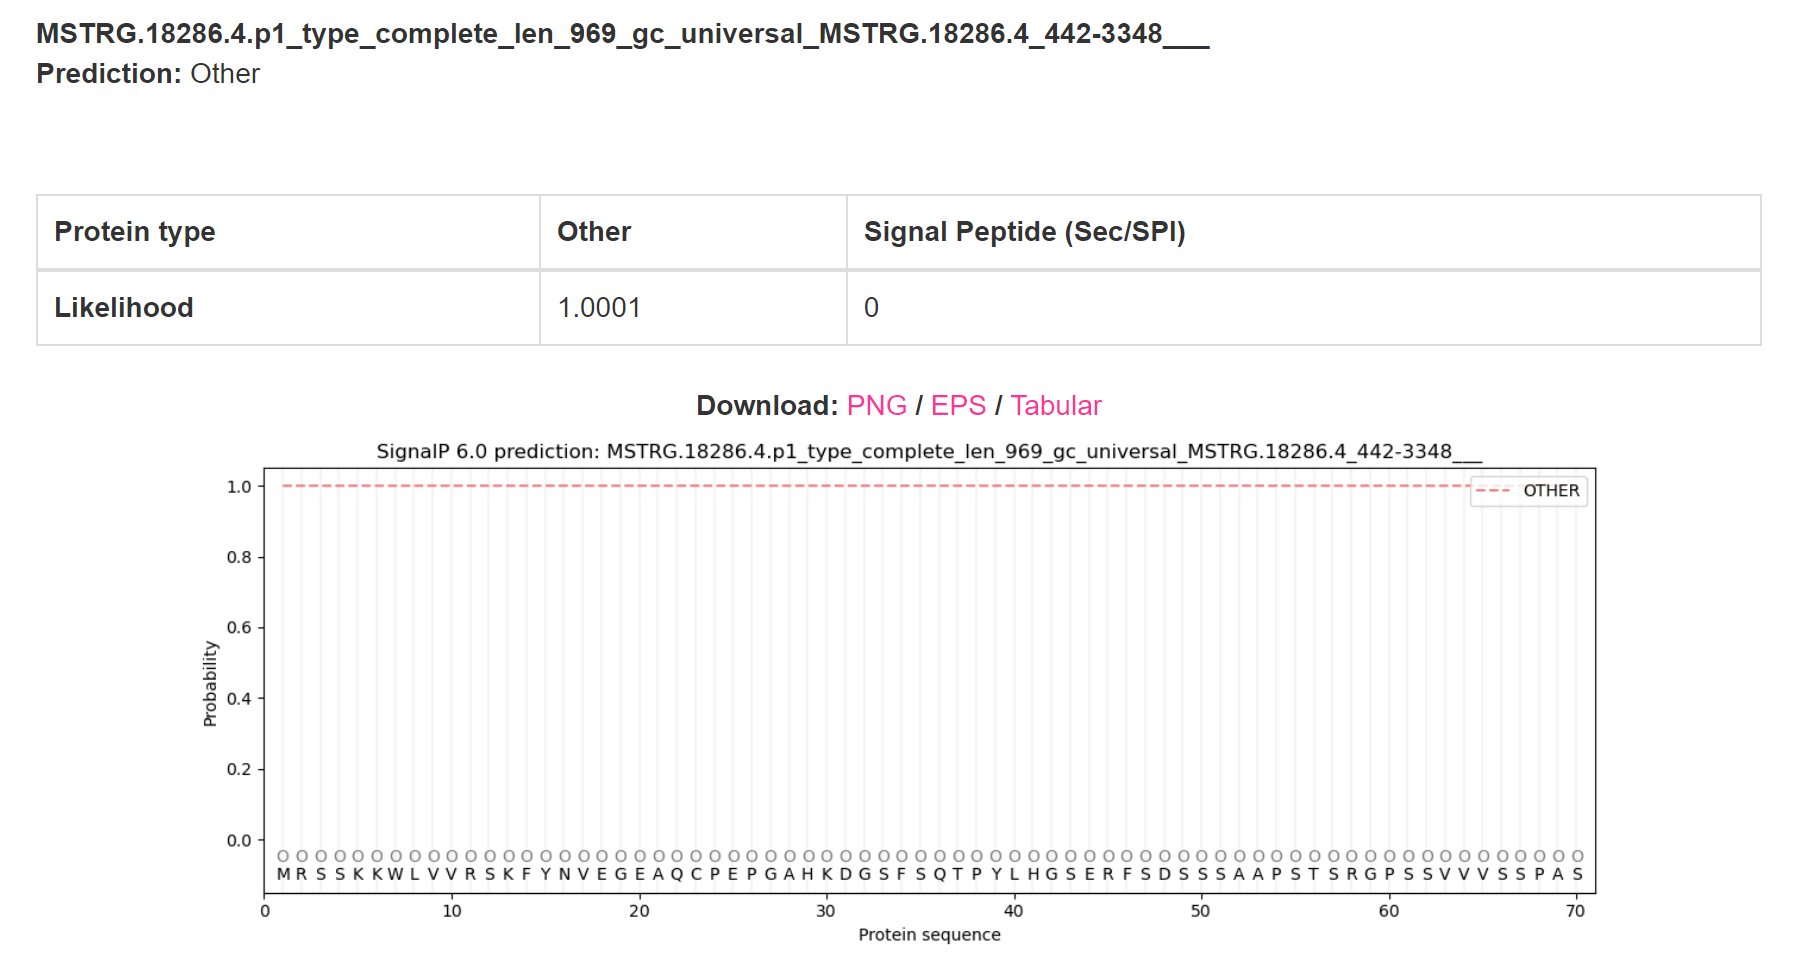 MSTRG.18286.4.p1_type_complete_len_969_gc_universal_MSTRG.18286.4_442-3348___
Prediction: Other
Protein type Other Signal Peptide (Sec/SPI)
Likelihood 1.0001 0
Download: PNG / EPS / Tabular
SignalP 6.0 prediction: MSTRG.18286.4.p1_type_complete_len_969_gc_universal_MSTRG.18286.4_442-3348___
OTHER
1.0
0.8
0.6
0.4
0.2
0.0
Probability
O O O O O O O O O O O O O O O O O O O O O O O O O O O O O O O O O O O O O O O O O O O O O O O O O O O O O O O O O O O O O O O O O O O O O O
M R S S K K W L V V R S K F Y N V E G E A Q C P E P G A H K D G S F S Q T P Y L H G S E R F S D S S S A A P S T S R G P S S V V V S S P A S
0 10 20 30 40 50 60 70
Protein sequence